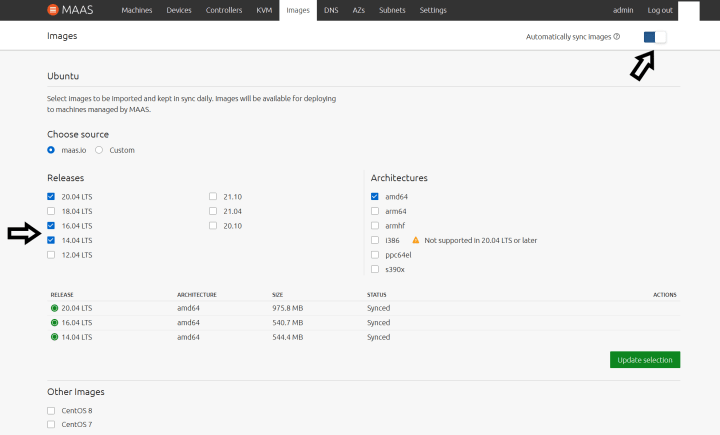 MAAS Machines Devices Controllers KVM Images DNS AZs Subnets Settings admin Log out
Images Automatically sync images
Ubuntu
Select images to be imported and kept in sync daily. Images will be available for deploying
to machines managed by MAAS.
Choose source
maas.io Custom
Releases Architectures
20.04 LTS 21.10 amd64
18.04 LTS 21.04 arm64
16.04 LTS 20.10 armhf
14.04 LTS i386 Not supported in 20.04 LTS or later
12.04 LTS ppc64el
s390x
RELEASE ARCHITECTURE SIZE STATUS ACTIONS
20.04 LTS amd64 975.8 MB Synced
16.04 LTS amd64 540.7 MB Synced
14.04 LTS amd64 544.4 MB Synced
Update selection
Other Images
CentOS 8
CentOS 7